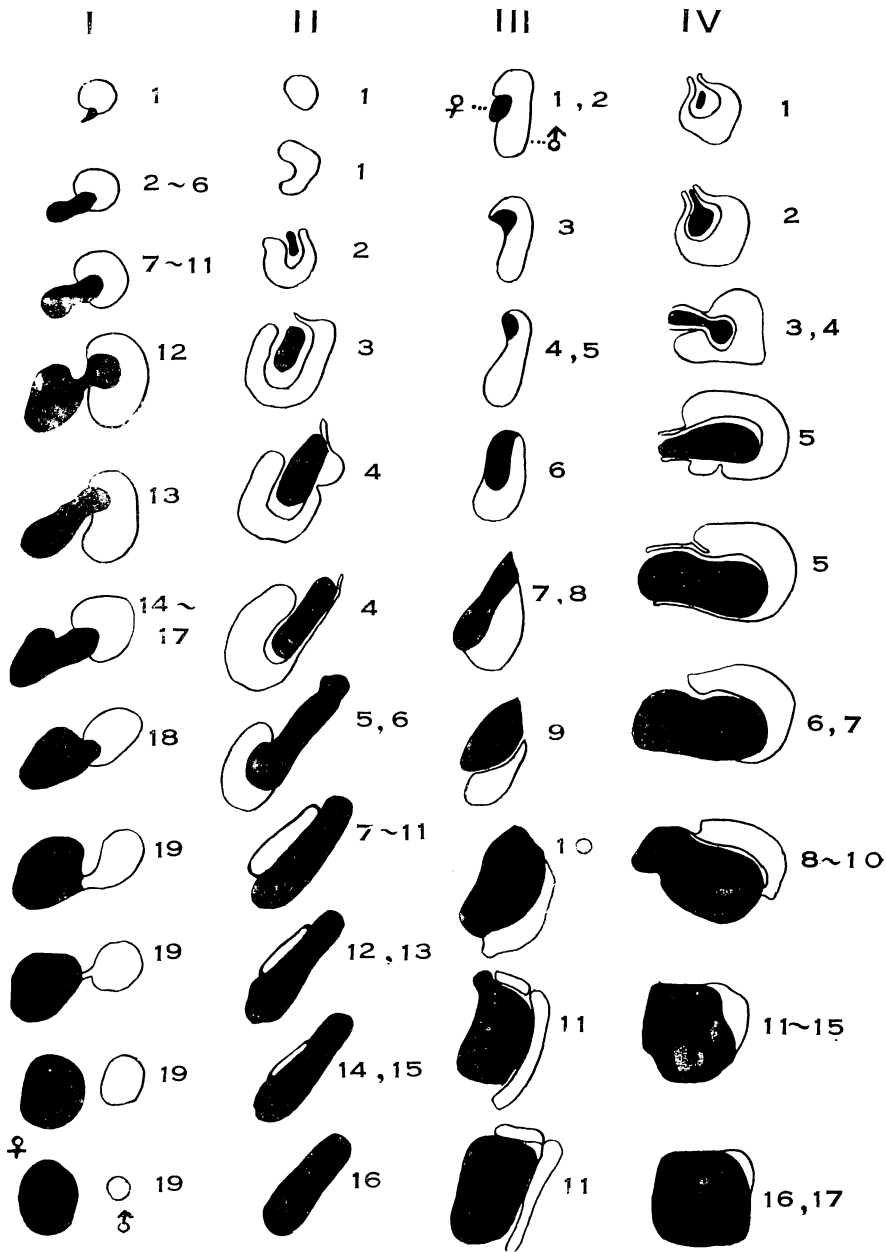 I II III IV
1 1 ♀ 1, 2 ♂ 1
2~6 1 3 2
7~11 2 4, 5 3, 4
12 3 6 5
13 4 7, 8 5
14~17 4 9 6, 7
18 5, 6 10 8~10
19 7~11 11 11~15
19 12, 13 11 16, 17
19 14, 15
♀ 19 ♂ 16